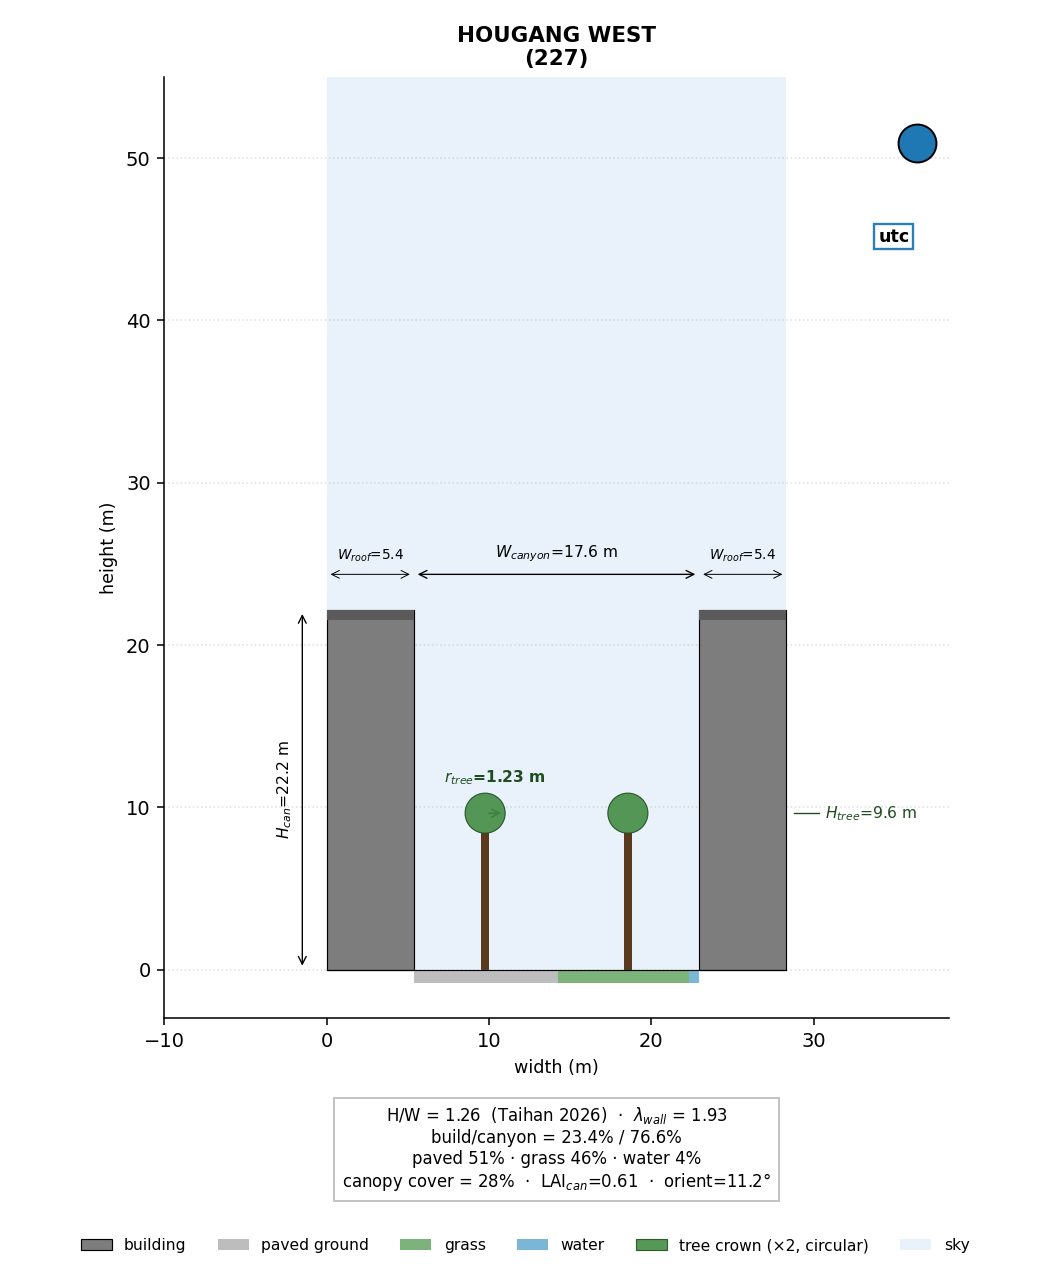 HOUGANG WEST
(227)
utc
50
40
30
20
10
0
height (m)
W_roof=5.4
W_canyon=17.6 m
W_roof=5.4
H_can=22.2 m
r_tree=1.23 m
H_tree=9.6 m
−10 0 10 20 30
width (m)
H/W = 1.26 (Taihan 2026) · λ_wall = 1.93
build/canyon = 23.4% / 76.6%
paved 51% · grass 46% · water 4%
canopy cover = 28% · LAI_can=0.61 · orient=11.2°
building paved ground grass water tree crown (×2, circular) sky